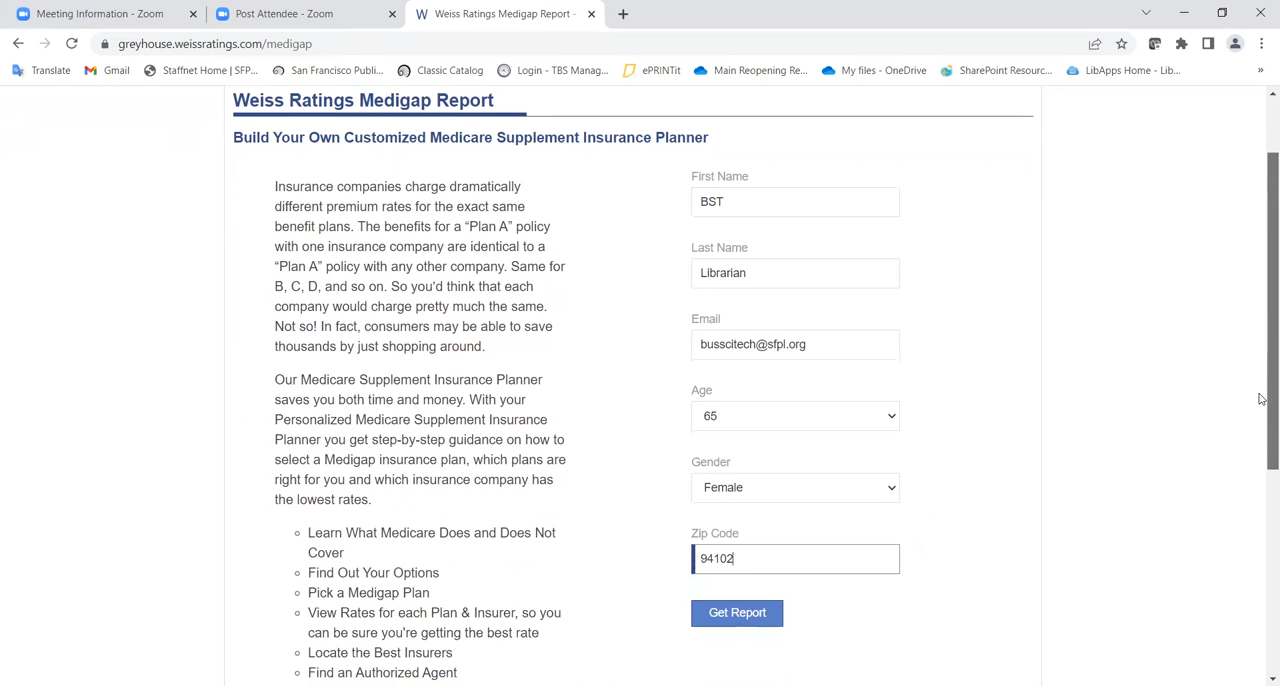 Meeting Information - Zoom
Post Attendee - Zoom
Weiss Ratings Medigap Report -
greyhouse.weissratings.com/medigap
Translate
Gmail
Staffnet Home | SFP...
San Francisco Publi...
Classic Catalog
Login - TBS Manag...
ePRINTit
Main Reopening Re...
My files - OneDrive
SharePoint Resourc...
LibApps Home - Lib...
»
Weiss Ratings Medigap Report
Build Your Own Customized Medicare Supplement Insurance Planner
Insurance companies charge dramatically
different premium rates for the exact same
benefit plans. The benefits for a “Plan A” policy
with one insurance company are identical to a
“Plan A” policy with any other company. Same for
B, C, D, and so on. So you’d think that each
company would charge pretty much the same.
Not so! In fact, consumers may be able to save
thousands by just shopping around.
Our Medicare Supplement Insurance Planner
saves you both time and money. With your
Personalized Medicare Supplement Insurance
Planner you get step-by-step guidance on how to
select a Medigap insurance plan, which plans are
right for you and which insurance company has
the lowest rates.
Learn What Medicare Does and Does Not
Cover
Find Out Your Options
Pick a Medigap Plan
View Rates for each Plan & Insurer, so you
can be sure you're getting the best rate
Locate the Best Insurers
Find an Authorized Agent
First Name
BST
Last Name
Librarian
Email
busscitech@sfpl.org
Age
65
Gender
Female
Zip Code
94102
Get Report